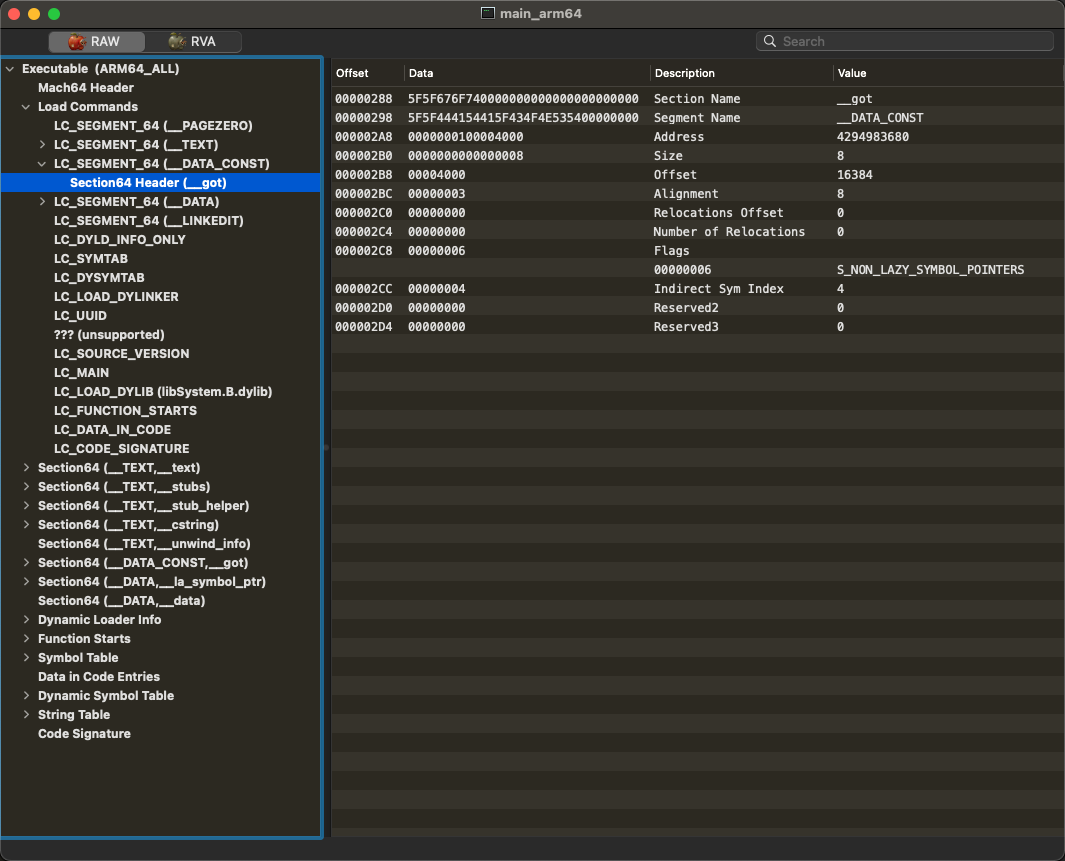 main_arm64
RAW
RVA
Search
Executable (ARM64_ALL)
Mach64 Header
Load Commands
LC_SEGMENT_64 (__PAGEZERO)
LC_SEGMENT_64 (__TEXT)
LC_SEGMENT_64 (__DATA_CONST)
Section64 Header (__got)
LC_SEGMENT_64 (__DATA)
LC_SEGMENT_64 (__LINKEDIT)
LC_DYLD_INFO_ONLY
LC_SYMTAB
LC_DYSYMTAB
LC_LOAD_DYLINKER
LC_UUID
??? (unsupported)
LC_SOURCE_VERSION
LC_MAIN
LC_LOAD_DYLIB (libSystem.B.dylib)
LC_FUNCTION_STARTS
LC_DATA_IN_CODE
LC_CODE_SIGNATURE
Section64 (__TEXT,__text)
Section64 (__TEXT,__stubs)
Section64 (__TEXT,__stub_helper)
Section64 (__TEXT,__cstring)
Section64 (__TEXT,__unwind_info)
Section64 (__DATA_CONST,__got)
Section64 (__DATA,__la_symbol_ptr)
Section64 (__DATA,__data)
Dynamic Loader Info
Function Starts
Symbol Table
Data in Code Entries
Dynamic Symbol Table
String Table
Code Signature
Offset Data Description Value
00000288 5F5F676F740000000000000000000000 Section Name __got
00000298 5F5F444154415F434F4E535400000000 Segment Name __DATA_CONST
000002A8 0000000100004000 Address 4294983680
000002B0 0000000000000008 Size 8
000002B8 00004000 Offset 16384
000002BC 00000003 Alignment 8
000002C0 00000000 Relocations Offset 0
000002C4 00000000 Number of Relocations 0
000002C8 00000006 Flags
00000006 S_NON_LAZY_SYMBOL_POINTERS
000002CC 00000004 Indirect Sym Index 4
000002D0 00000000 Reserved2 0
000002D4 00000000 Reserved3 0